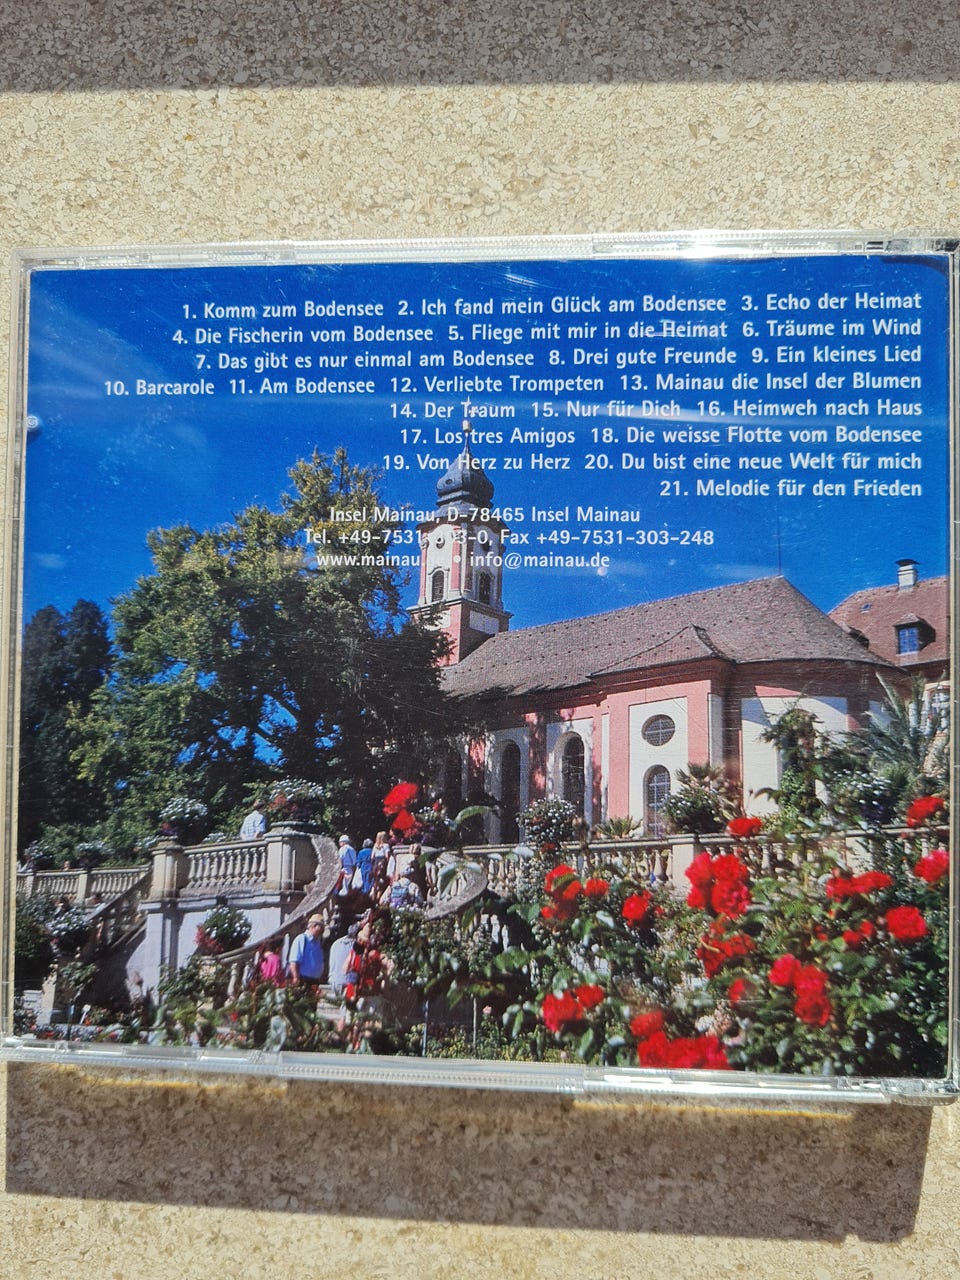 1. Komm zum Bodensee 2. Ich fand mein Glück am Bodensee 3. Echo der Heimat
4. Die Fischerin vom Bodensee 5. Fliege mit mir in die Heimat 6. Träume im Wind
7. Das gibt es nur einmal am Bodensee 8. Drei gute Freunde 9. Ein kleines Lied
10. Barcarole 11. Am Bodensee 12. Verliebte Trompeten 13. Mainau die Insel der Blumen
14. Der Traum 15. Nur für Dich 16. Heimweh nach Haus
17. Los tres Amigos 18. Die weisse Flotte vom Bodensee
19. Von Herz zu Herz 20. Du bist eine neue Welt für mich
21. Melodie für den Frieden
Insel Mainau, D-78465 Insel Mainau
Tel. Fax +49-7531-303-248
www.mainau. • info@mainau.de